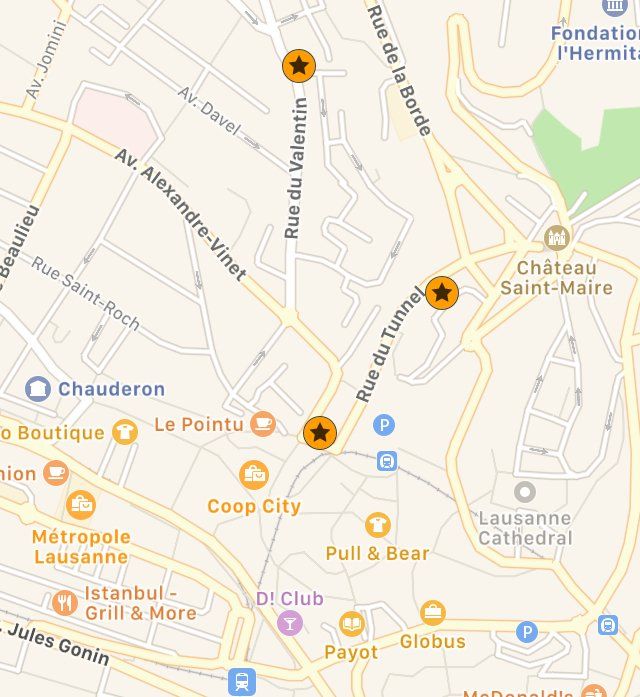 Av. Jomini
Rue de la Borde
Fondation
l'Hermita
Av. Davel
Rue du Valentin
Av. Alexandre-Vinet
Beaulieu
Rue Saint-Roch
Château
Saint-Maire
Rue du Tunnel
Chauderon
Le Pointu
o Boutique
P
nion
Coop City
Métropole
Lausanne
Lausanne
Cathedral
Pull & Bear
Istanbul -
Grill & More
D! Club
Payot
Globus
P
. Jules Gonin
McDonald's